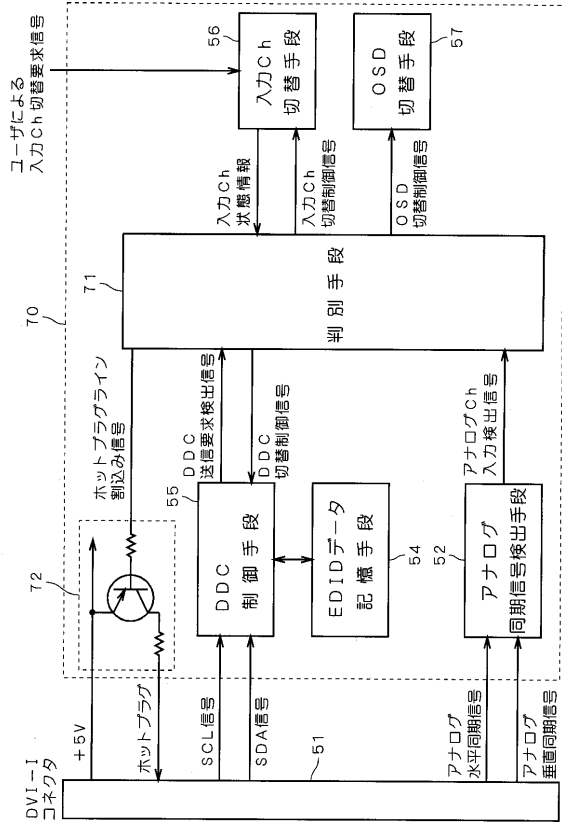 DVI-I
コネクタ
51
+5V
ホットプラグ
SCL信号
SDA信号
アナログ
水平同期信号
アナログ
垂直同期信号
72
ホットプラグライン
割込み信号
55
DDC
制御手段
EDIDデータ
記憶手段
54
52
アナログ
同期信号検出手段
DDC
送信要求検出信号
DDC
切替制御信号
アナログCh
入力検出信号
70
71
判別手段
入力Ch
状態情報
入力Ch
切替制御信号
OSD
切替制御信号
ユーザによる
入力Ch切替要求信号
56
入力Ch
切替手段
OSD
切替手段
57